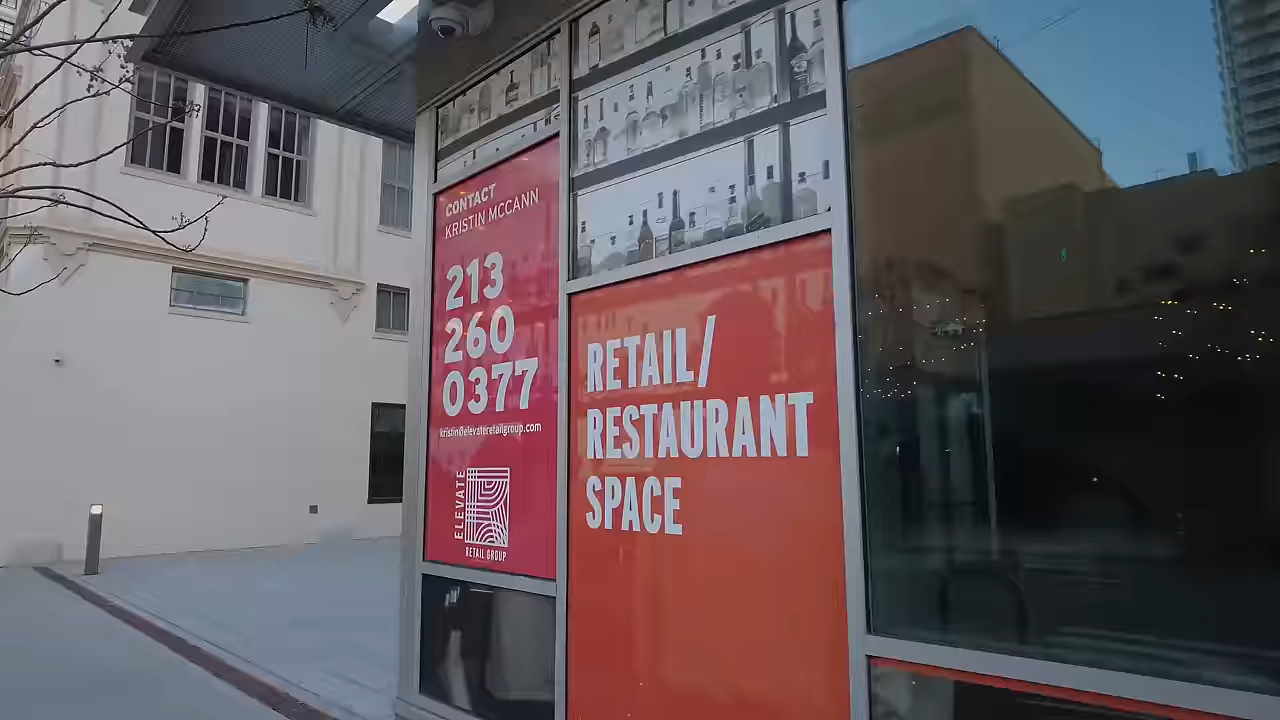 CONTACT
KRISTIN MCCANN
213
260
0377
kristin@elevateretailgroup.com
ELEVATE
RETAIL GROUP
RETAIL/
RESTAURANT
SPACE